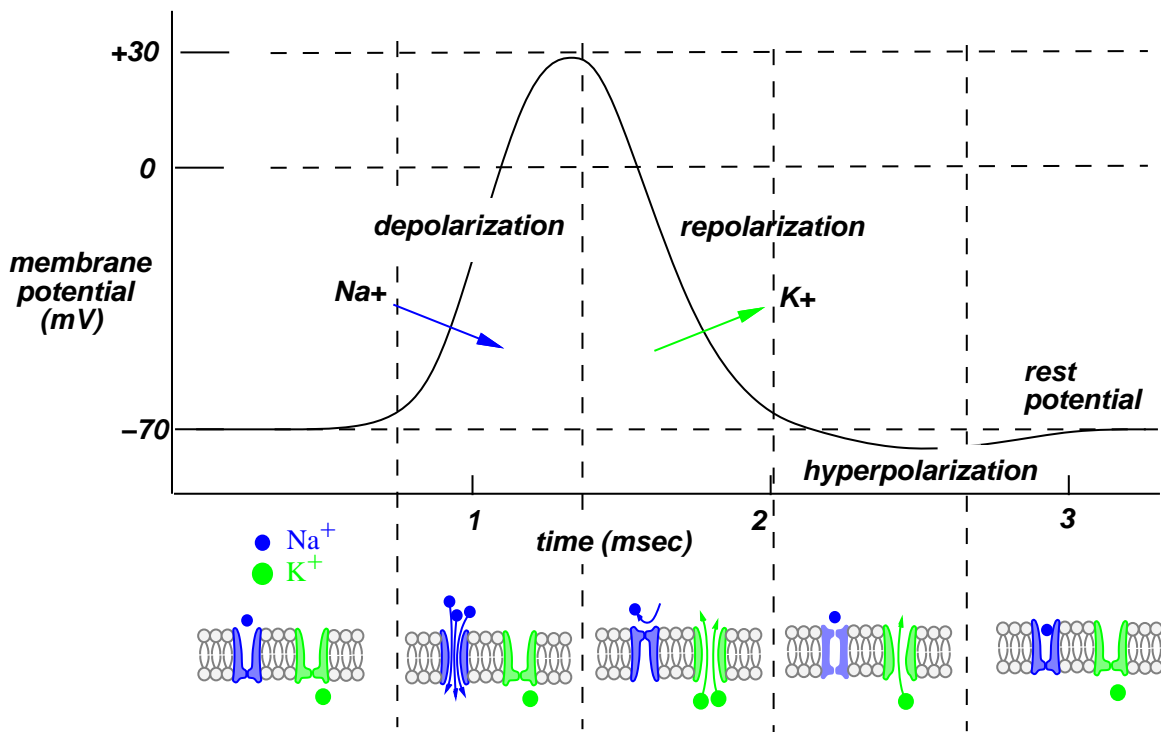 +30
0
depolarization
repolarization
membrane
potential
(mV)
Na+
K+
rest
potential
−70
hyperpolarization
1
2
3
time (msec)
Na+
K+